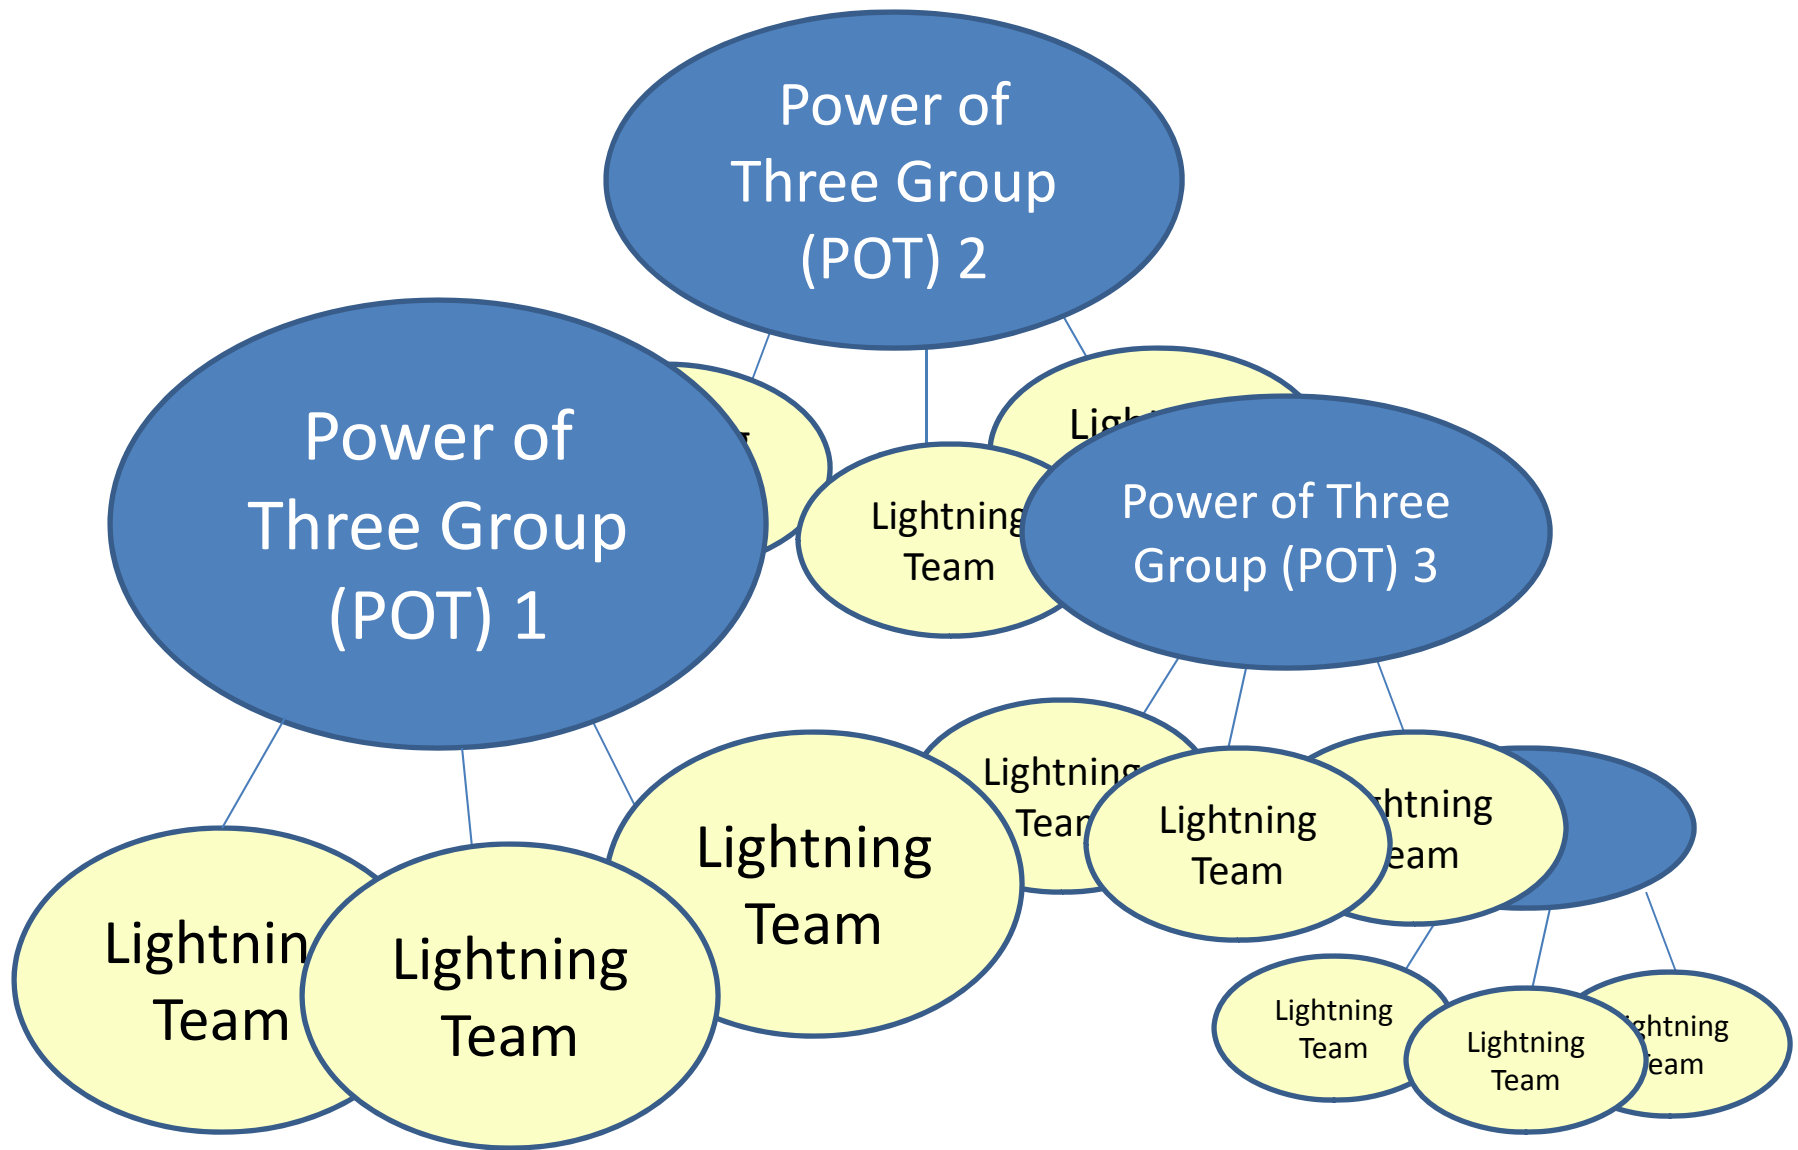 Power of
Three Group
(POT) 2
Power of
Three Group
(POT) 1
Lightning
Team
Power of Three
Group (POT) 3
Lightning
Team
Lightning
Team
Lightning
Team
Team
Lightning
Team
Lightning
Team
Lightning
Team